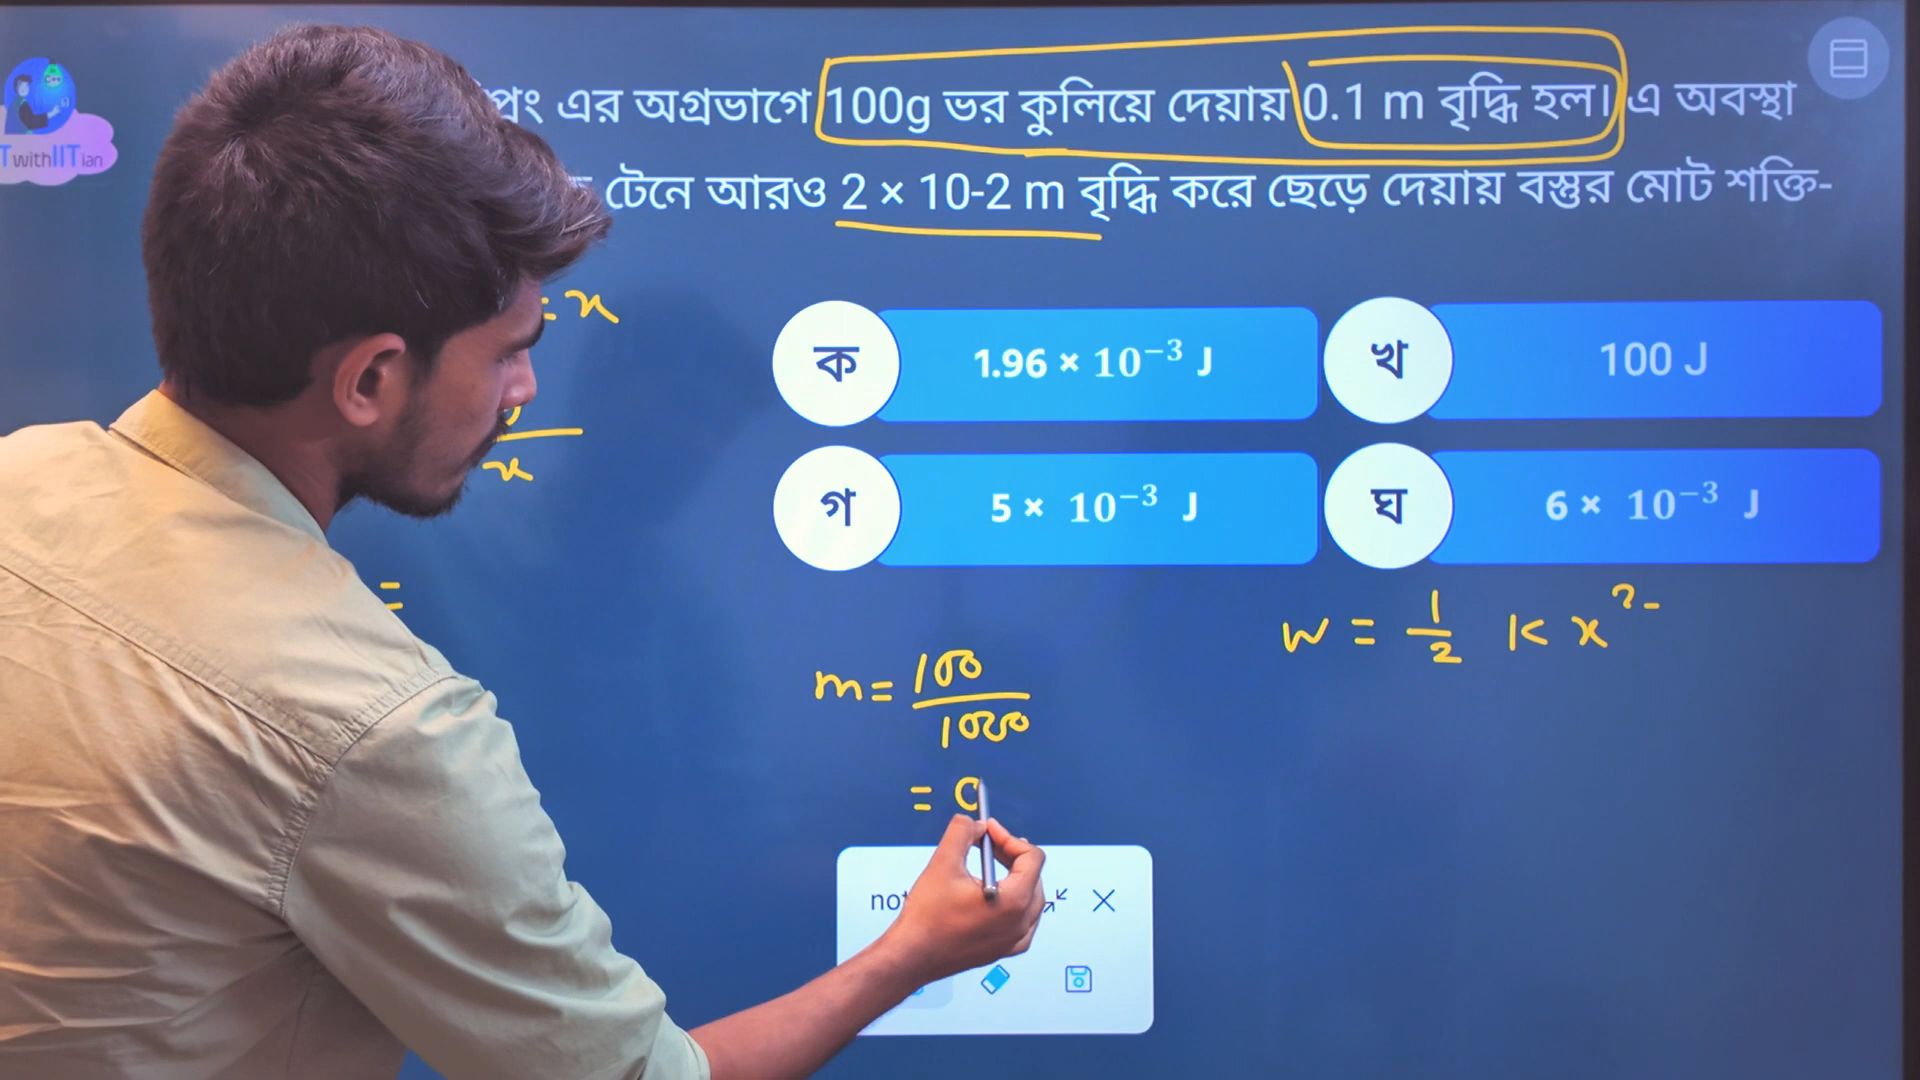 TwithIITian
প্রিং এর অগ্রভাগে 100g ভর কুলিয়ে দেয়ায় 0.1 m বৃদ্ধি হল। এ অবস্থা
টেনে আরও 2 × 10-2 m বৃদ্ধি করে ছেড়ে দেয়ায় বস্তুর মোট শক্তি-
= x
x
ক 1.96 × 10⁻³ J
খ 100 J
গ 5 × 10⁻³ J
ঘ 6 × 10⁻³ J
=
W = 1/2 K x²
m = 100/1000
= 0